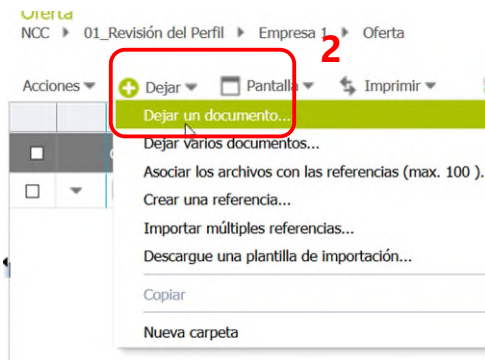 Oferta
NCC 01_Revisión del Perfil Empresa 1 Oferta
2
Acciones Dejar Pantalla Imprimir
Dejar un documento...
Dejar varios documentos...
Asociar los archivos con las referencias (max. 100 ).
Crear una referencia...
Importar múltiples referencias...
Descargue una plantilla de importación...
Copiar
Nueva carpeta